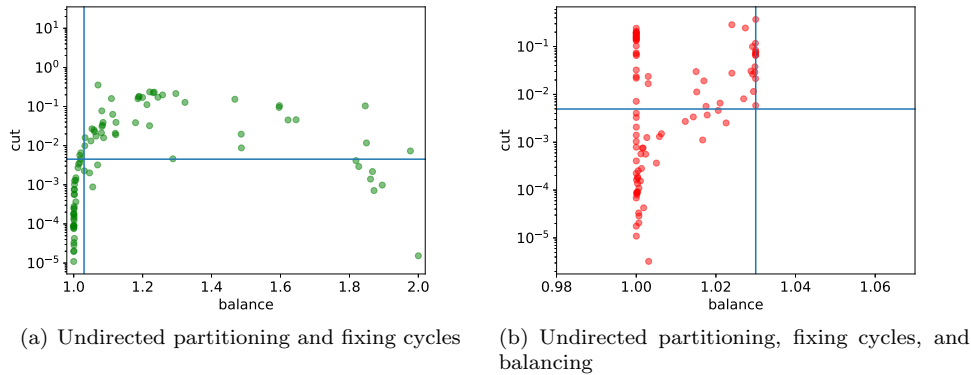 10¹
10⁰
10⁻¹
10⁻²
10⁻³
10⁻⁴
10⁻⁵
cut
1.0 1.2 1.4 1.6 1.8 2.0
balance
(a) Undirected partitioning and fixing cycles
10⁻¹
10⁻²
10⁻³
10⁻⁴
10⁻⁵
cut
0.98 1.00 1.02 1.04 1.06
balance
(b) Undirected partitioning, fixing cycles, and
balancing